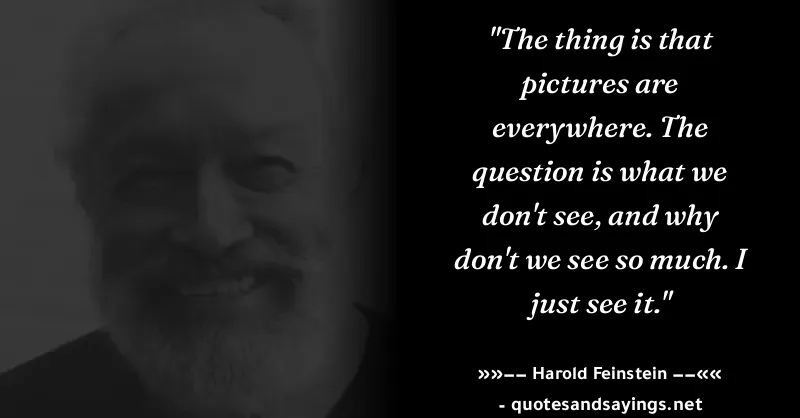 "The thing is that
pictures are
everywhere. The
question is what we
don't see, and why
don't we see so much. I
just see it."
»»–– Harold Feinstein ––««
- quotesandsayings.net